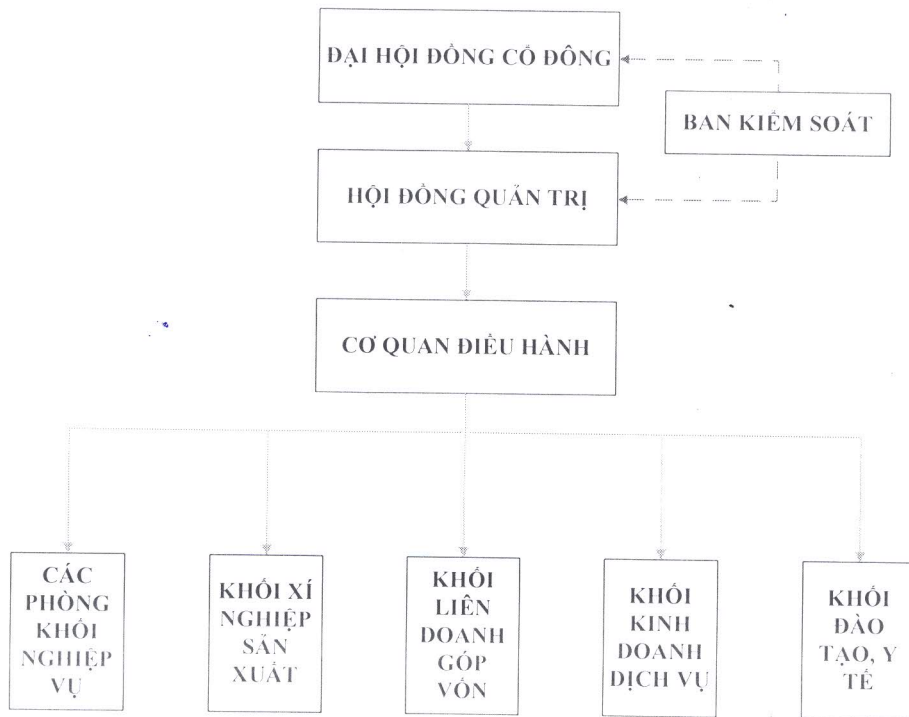 ĐẠI HỘI ĐỒNG CỔ ĐÔNG
BAN KIỂM SOÁT
HỘI ĐỒNG QUẢN TRỊ
CƠ QUAN ĐIỀU HÀNH
CÁC
PHÒNG
KHỐI
NGHIỆP
VỤ
KHỐI XÍ
NGHIỆP
SẢN
XUẤT
KHỐI
LIÊN
DOANH
GÓP
VỐN
KHỐI
KINH
DOANH
DỊCH VỤ
KHỐI
ĐÀO
TẠO, Y
TẾ